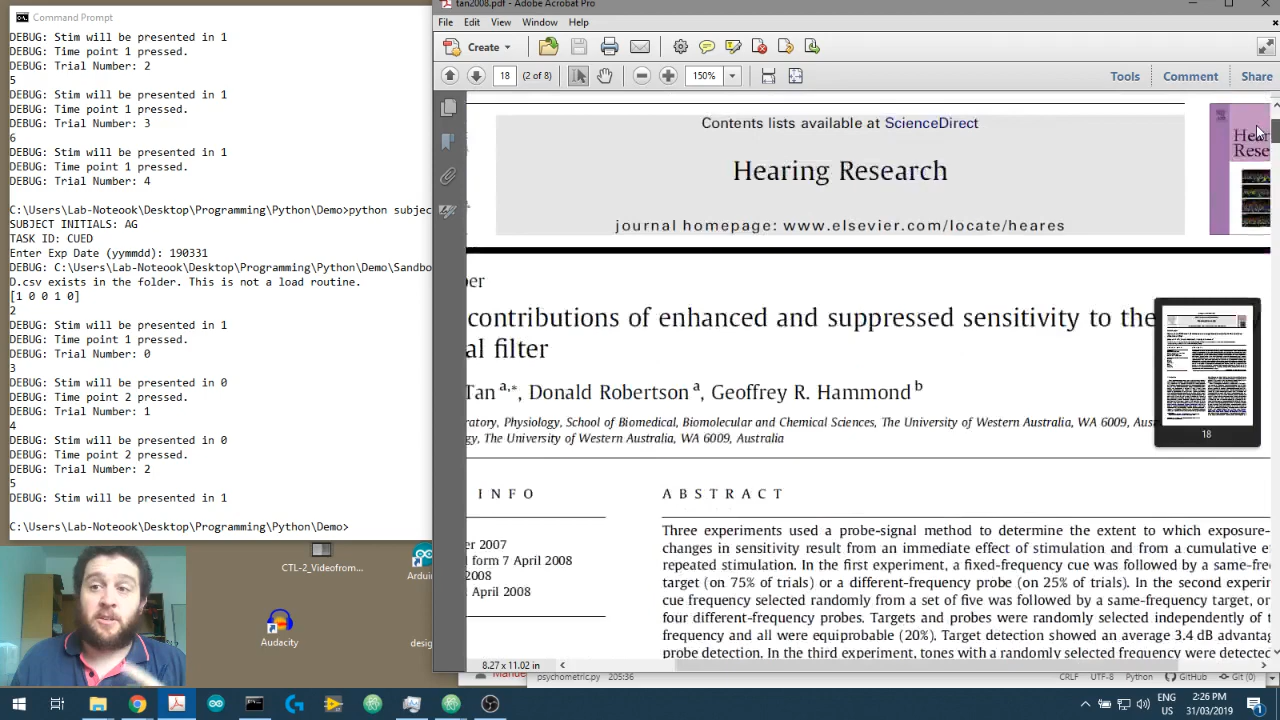 Command Prompt
DEBUG: Stim will be presented in 1
DEBUG: Time point 1 pressed.
DEBUG: Trial Number: 2
5
DEBUG: Stim will be presented in 1
DEBUG: Time point 1 pressed.
DEBUG: Trial Number: 3
6
DEBUG: Stim will be presented in 1
DEBUG: Time point 1 pressed.
DEBUG: Trial Number: 4
C:\Users\Lab-Noteook\Desktop\Programming\Python\Demo>python subjec
SUBJECT INITIALS: AG
TASK ID: CUED
Enter Exp Date (yymmdd): 190331
DEBUG: C:\Users\Lab-Noteook\Desktop\Programming\Python\Demo\Sandbo
D.csv exists in the folder. This is not a load routine.
[1 0 0 1 0]
2
DEBUG: Stim will be presented in 1
DEBUG: Time point 1 pressed.
DEBUG: Trial Number: 0
3
DEBUG: Stim will be presented in 0
DEBUG: Time point 2 pressed.
DEBUG: Trial Number: 1
4
DEBUG: Stim will be presented in 0
DEBUG: Time point 2 pressed.
DEBUG: Trial Number: 2
5
DEBUG: Stim will be presented in 1
C:\Users\Lab-Noteook\Desktop\Programming\Python\Demo>
CTL-2_Videofrom...
Audacity
Arduin
desig
tan2008.pdf - Adobe Acrobat Pro
File Edit View Window Help
Create
18 (2 of 8) 150% Tools Comment Share
Contents lists available at ScienceDirect
Hearing Research
journal homepage: www.elsevier.com/locate/heares
Hear
Rese
per
contributions of enhanced and suppressed sensitivity to the
al filter
Tan a,*, Donald Robertson a, Geoffrey R. Hammond b
ratory, Physiology, School of Biomedical, Biomolecular and Chemical Sciences, The University of Western Australia, WA 6009, Aus
gy, The University of Western Australia, WA 6009, Australia
18
I N F O
A B S T R A C T
er 2007
d form 7 April 2008
2008
l April 2008
Three experiments used a probe-signal method to determine the extent to which exposure-
changes in sensitivity result from an immediate effect of stimulation and from a cumulative e
repeated stimulation. In the first experiment, a fixed-frequency cue was followed by a same-fre
target (on 75% of trials) or a different-frequency probe (on 25% of trials). In the second experin
cue frequency selected randomly from a set of five was followed by a same-frequency target, or
four different-frequency probes. Targets and probes were randomly selected independently of t
frequency and all were equiprobable (20%). Target detection showed an average 3.4 dB advanta
probe detection. In the third experiment, tones with a randomly selected frequency were detected
8.27 x 11.02 in
psychometric.py 205:36 CRLF UTF-8 Python GitHub Git (0)
ENG
US
2:26 PM
31/03/2019
1